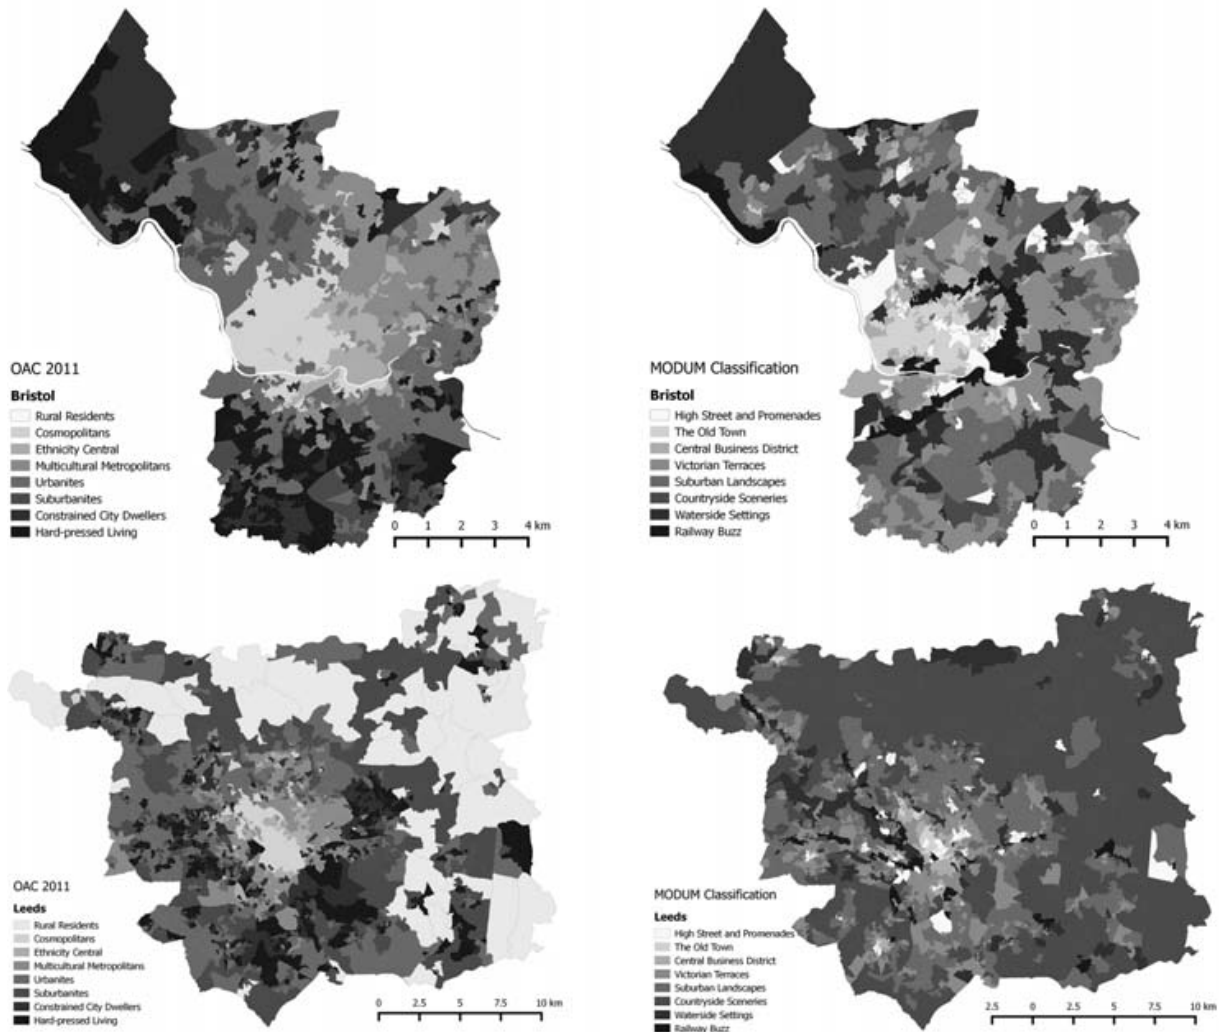 OAC 2011
Bristol
Rural Residents
Cosmopolitans
Ethnicity Central
Multicultural Metropolitans
Urbanites
Suburbanites
Constrained City Dwellers
Hard-pressed Living
0 1 2 3 4 km
MODUM Classification
Bristol
High Street and Promenades
The Old Town
Central Business District
Victorian Terraces
Suburban Landscapes
Countryside Sceneries
Waterside Settings
Railway Buzz
0 1 2 3 4 km
OAC 2011
Leeds
Rural Residents
Cosmopolitans
Ethnicity Central
Multicultural Metropolitans
Urbanites
Suburbanites
Constrained City Dwellers
Hard-pressed Living
0 2.5 5 7.5 10 km
MODUM Classification
Leeds
High Street and Promenades
The Old Town
Central Business District
Victorian Terraces
Suburban Landscapes
Countryside Sceneries
Waterside Settings
Railway Buzz
2.5 0 2.5 5 7.5 10 km